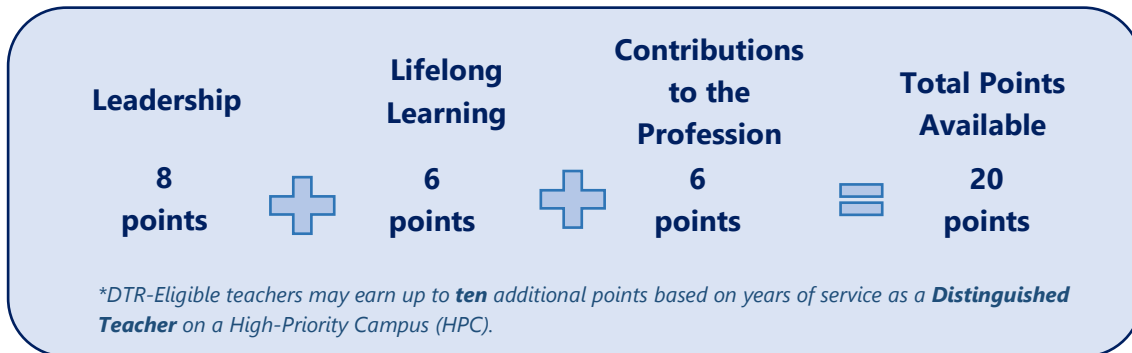 Leadership
8
points
Lifelong
Learning
6
points
Contributions
to the
Profession
6
points
Total Points
Available
20
points
*DTR-Eligible teachers may earn up to ten additional points based on years of service as a Distinguished
Teacher on a High-Priority Campus (HPC).